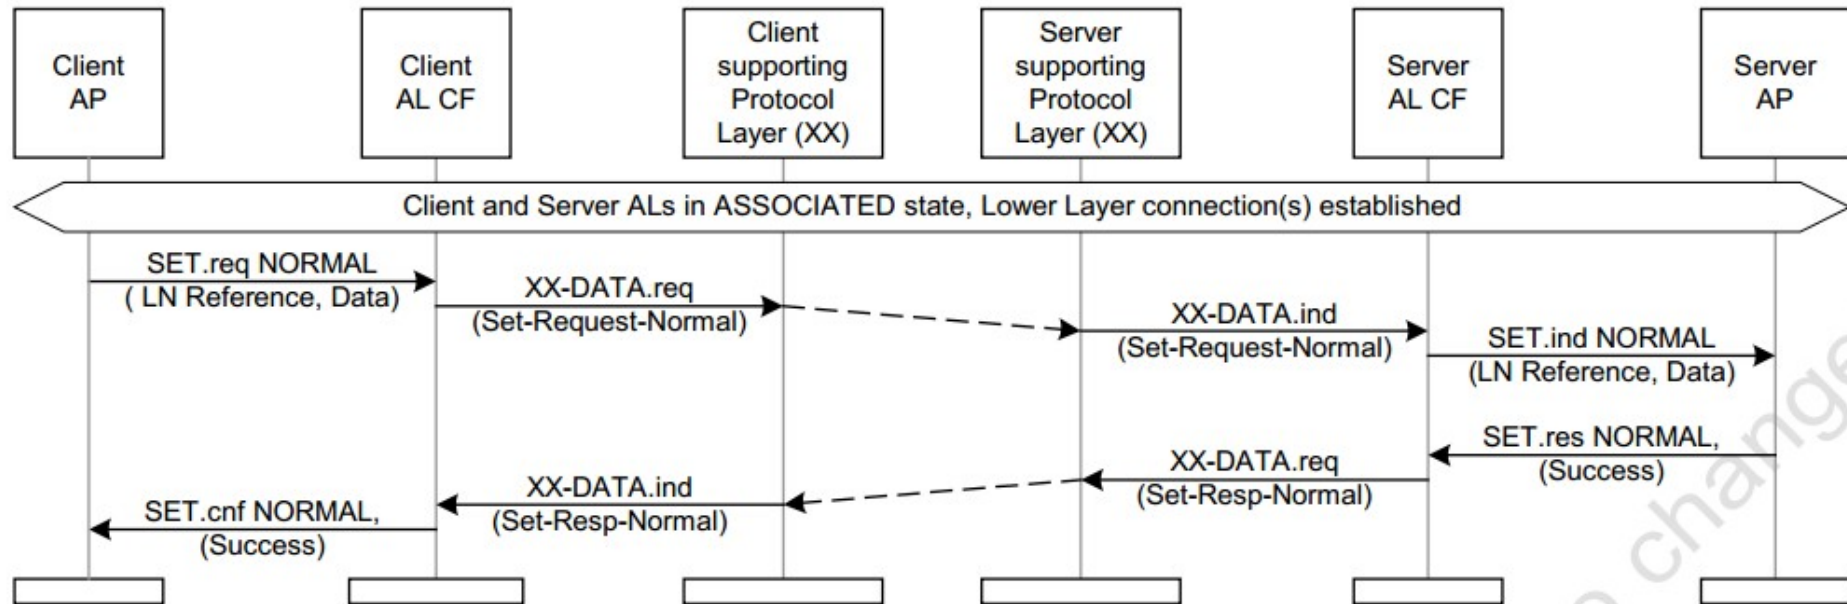 Client
AP
Client
AL CF
Client
supporting
Protocol
Layer (XX)
Server
supporting
Protocol
Layer (XX)
Server
AL CF
Server
AP
Client and Server ALs in ASSOCIATED state, Lower Layer connection(s) established
SET.req NORMAL
( LN Reference, Data)
XX-DATA.req
(Set-Request-Normal)
XX-DATA.ind
(Set-Request-Normal)
SET.ind NORMAL
(LN Reference, Data)
SET.res NORMAL,
(Success)
XX-DATA.req
(Set-Resp-Normal)
XX-DATA.ind
(Set-Resp-Normal)
SET.cnf NORMAL,
(Success)
change